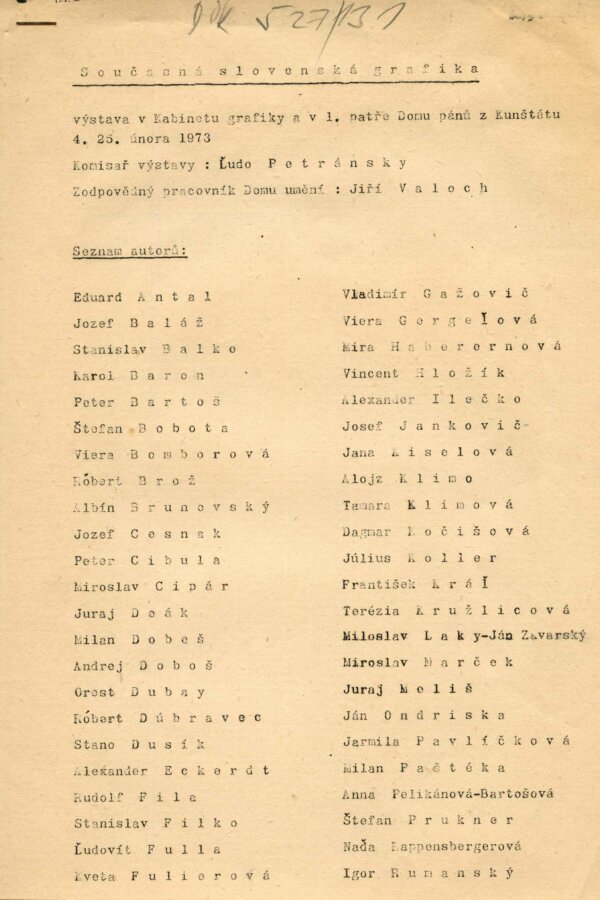 DÚK 527/131
Současná slovenská grafika
výstava v Kabinetu grafiky a v 1. patře Domu pánů z Kunštátu
4. 25. února 1973
Komisař výstavy : Ľudo Petránsky
Zodpovědný pracovník Domu umění : Jiří Valoch
Seznam autorů:
Eduard Antal
Jozef Baláž
Stanislav Balko
Karol Baron
Peter Bartoš
Štefan Bobota
Viera Bomborová
Róbert Brož
Albín Brunovský
Jozef Cesnak
Peter Cibula
Miroslav Cipár
Juraj Deák
Milan Dobeš
Andrej Doboš
Orest Dubay
Róbert Dúbravec
Stano Dusík
Alexander Eckerdt
Rudolf Fila
Stanislav Filko
Ľudovít Fulla
Kveta Fulierová
Vladimír Gažovič
Viera Gergeľová
Mira Haberernová
Vincent Hložík
Alexander Ilečko
Josef Jankovič
Jana Kiselová
Alojz Klimo
Tamara Klimová
Dagmar Kočišová
Július Koller
František Kráľ
Terézia Kružlicová
Miloslav Laky-Ján Zavarský
Miroslav Marček
Juraj Meliš
Ján Ondriska
Jarmila Pavlíčková
Milan Paštéka
Anna Pelikánová-Bartošová
Štefan Prukner
Naďa Rappensbergerová
Igor Rumanský